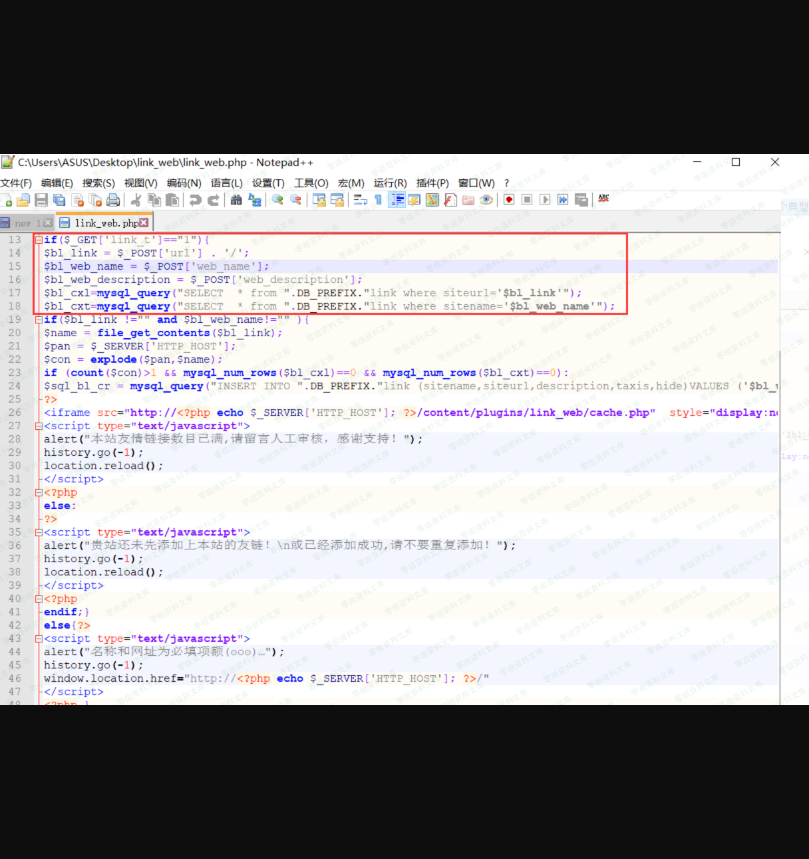 C:\Users\ASUS\Desktop\link_web\link_web.php - Notepad++
文件(F) 编辑(E) 搜索(S) 视图(V) 编码(N) 语言(L) 设置(T) 工具(O) 宏(M) 运行(R) 插件(P) 窗口(W) ?
new 1 link_web.php
13 if($_GET['link_t']=="1"){
14 $bl_link = $_POST['url'] . '/';
15 $bl_web_name = $_POST['web_name'];
16 $bl_web_description = $_POST['web_description'];
17 $bl_cxl=mysql_query("SELECT * from ".DB_PREFIX."link where siteurl='$bl_link'");
18 $bl_cxt=mysql_query("SELECT * from ".DB_PREFIX."link where sitename='$bl_web_name'");
19 if($bl_link !="" and $bl_web_name!="" ){
20 $name = file_get_contents($bl_link);
21 $pan = $_SERVER['HTTP_HOST'];
22 $con = explode($pan,$name);
23 if (count($con)>1 && mysql_num_rows($bl_cxl)==0 && mysql_num_rows($bl_cxt)==0):
24 $sql_bl_cr = mysql_query("INSERT INTO ".DB_PREFIX."link (sitename,siteurl,description,taxis,hide)VALUES ('$bl_
25 ?>
26 <iframe src="http://<?php echo $_SERVER['HTTP_HOST']; ?>/content/plugins/link_web/cache.php" style="display:n
27 <script type="text/javascript">
28 alert("本站友情链接数目已满,请留言人工审核，感谢支持！");
29 history.go(-1);
30 location.reload();
31 </script>
32 <?php
33 else:
34 ?>
35 <script type="text/javascript">
36 alert("贵站还未先添加上本站的友链！\n或已经添加成功,请不要重复添加！");
37 history.go(-1);
38 location.reload();
39 </script>
40 <?php
41 endif;}
42 else{?>
43 <script type="text/javascript">
44 alert("名称和网址为必填项额(ooo)…");
45 history.go(-1);
46 window.location.href="http://<?php echo $_SERVER['HTTP_HOST']; ?>/"
47 </script>
48 <?php }